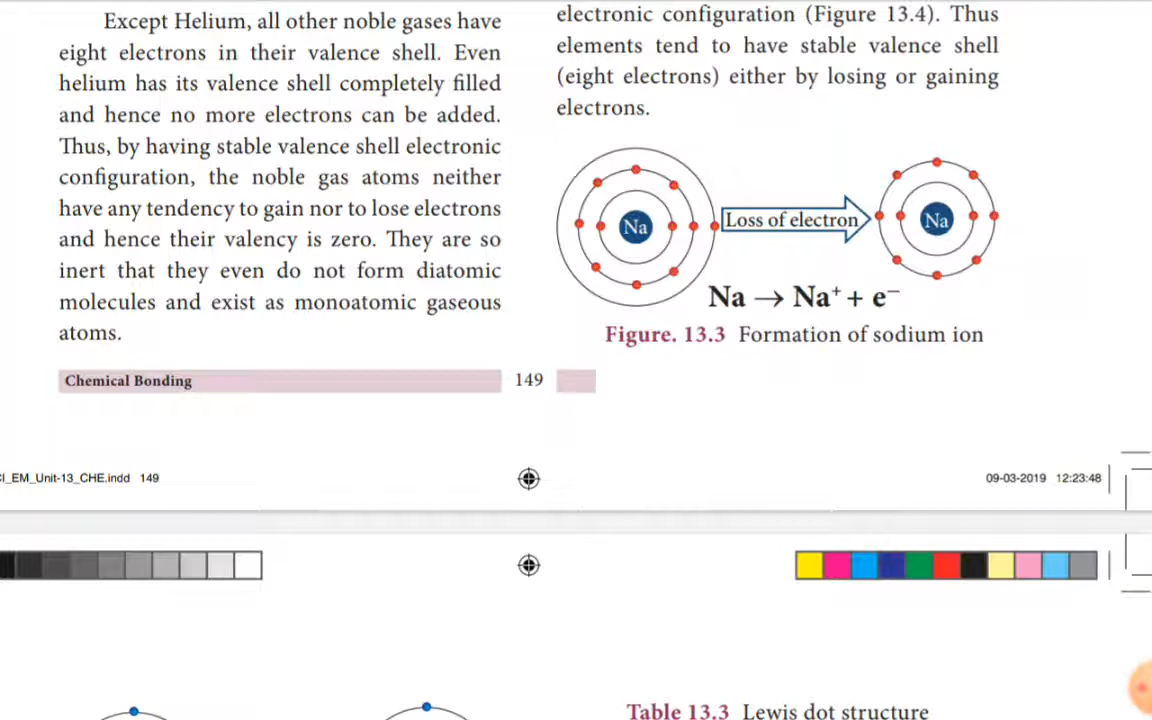 Except Helium, all other noble gases have
eight electrons in their valence shell. Even
helium has its valence shell completely filled
and hence no more electrons can be added.
Thus, by having stable valence shell electronic
configuration, the noble gas atoms neither
have any tendency to gain nor to lose electrons
and hence their valency is zero. They are so
inert that they even do not form diatomic
molecules and exist as monoatomic gaseous
atoms.
electronic configuration (Figure 13.4). Thus
elements tend to have stable valence shell
(eight electrons) either by losing or gaining
electrons.
Na
Loss of electron
Na
Na → Na⁺ + e⁻
Figure. 13.3 Formation of sodium ion
Chemical Bonding
149
I_EM_Unit-13_CHE.indd 149
09-03-2019 12:23:48
Table 13.3 Lewis dot structure